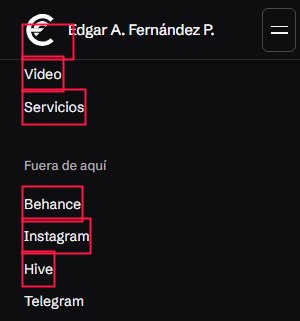 Edgar A. Fernández P.
Video
Servicios
Fuera de aquí
Behance
Instagram
Hive
Telegram